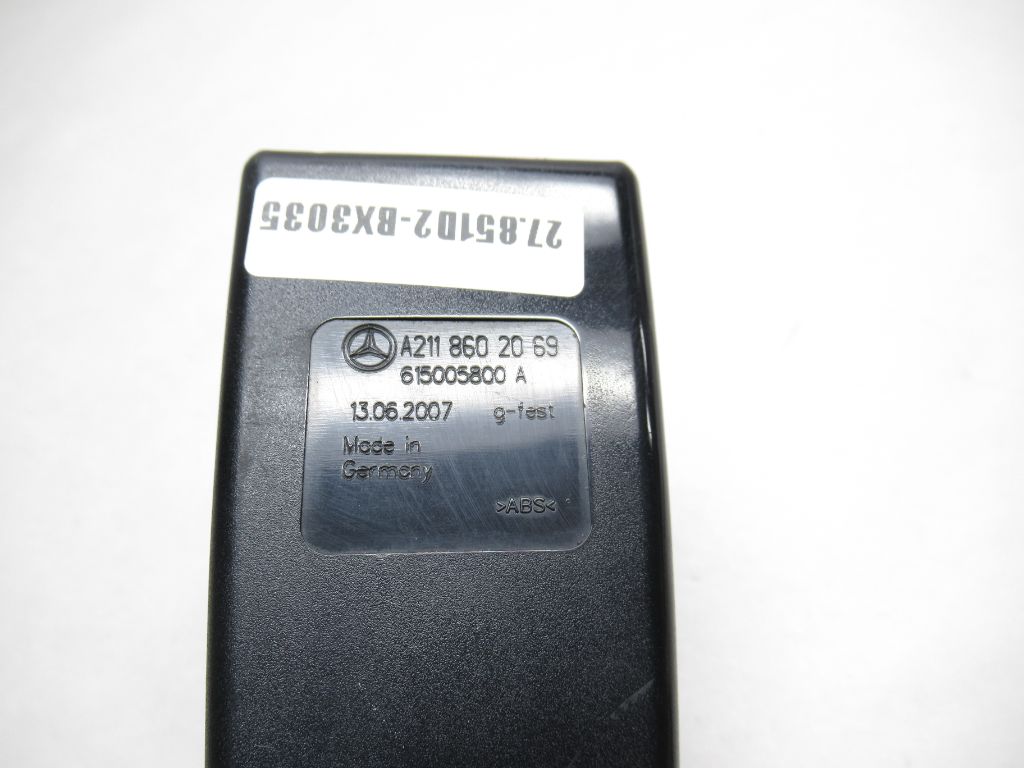 27.851D2-BX3035
A211 860 20 69
615005800 A
13.06.2007 g-fest
Made in
Germany
>ABS<